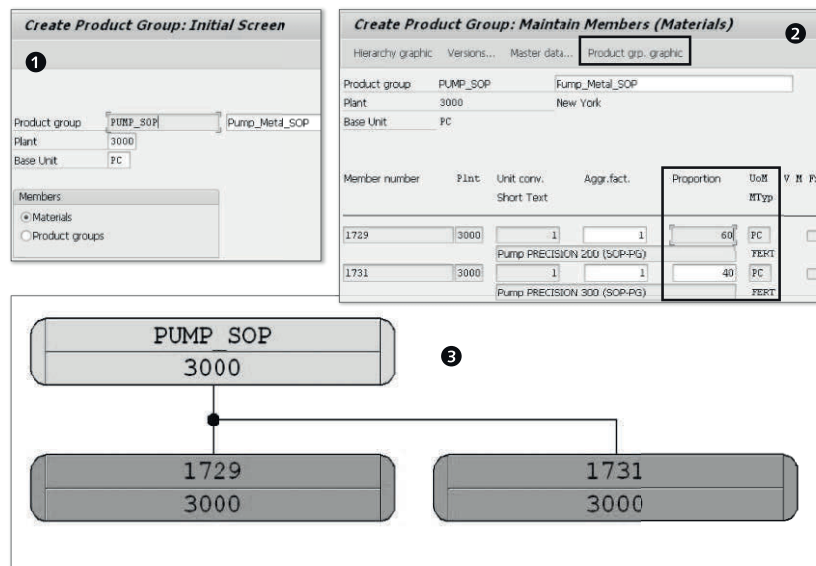 Create Product Group: Initial Screen
1
Product group PUMP_SOP Pump_Metal_SOP
Plant 3000
Base Unit PC
Members
Materials
Product groups
Create Product Group: Maintain Members (Materials)
2
Hierarchy graphic Versions... Master data... Product grp. graphic
Product group PUMP_SOP Pump_Metal_SOP
Plant 3000 New York
Base Unit PC
Member number Plnt Unit conv. Aggr.fact. Proportion UoM V M F
Short Text MTyp
1729 3000 1 1 60 PC
Pump PRECISION 200 (SOP-PG) FERT
1731 3000 1 1 40 PC
Pump PRECISION 300 (SOP-PG) FERT
3
PUMP_SOP
3000
1729
3000
1731
3000